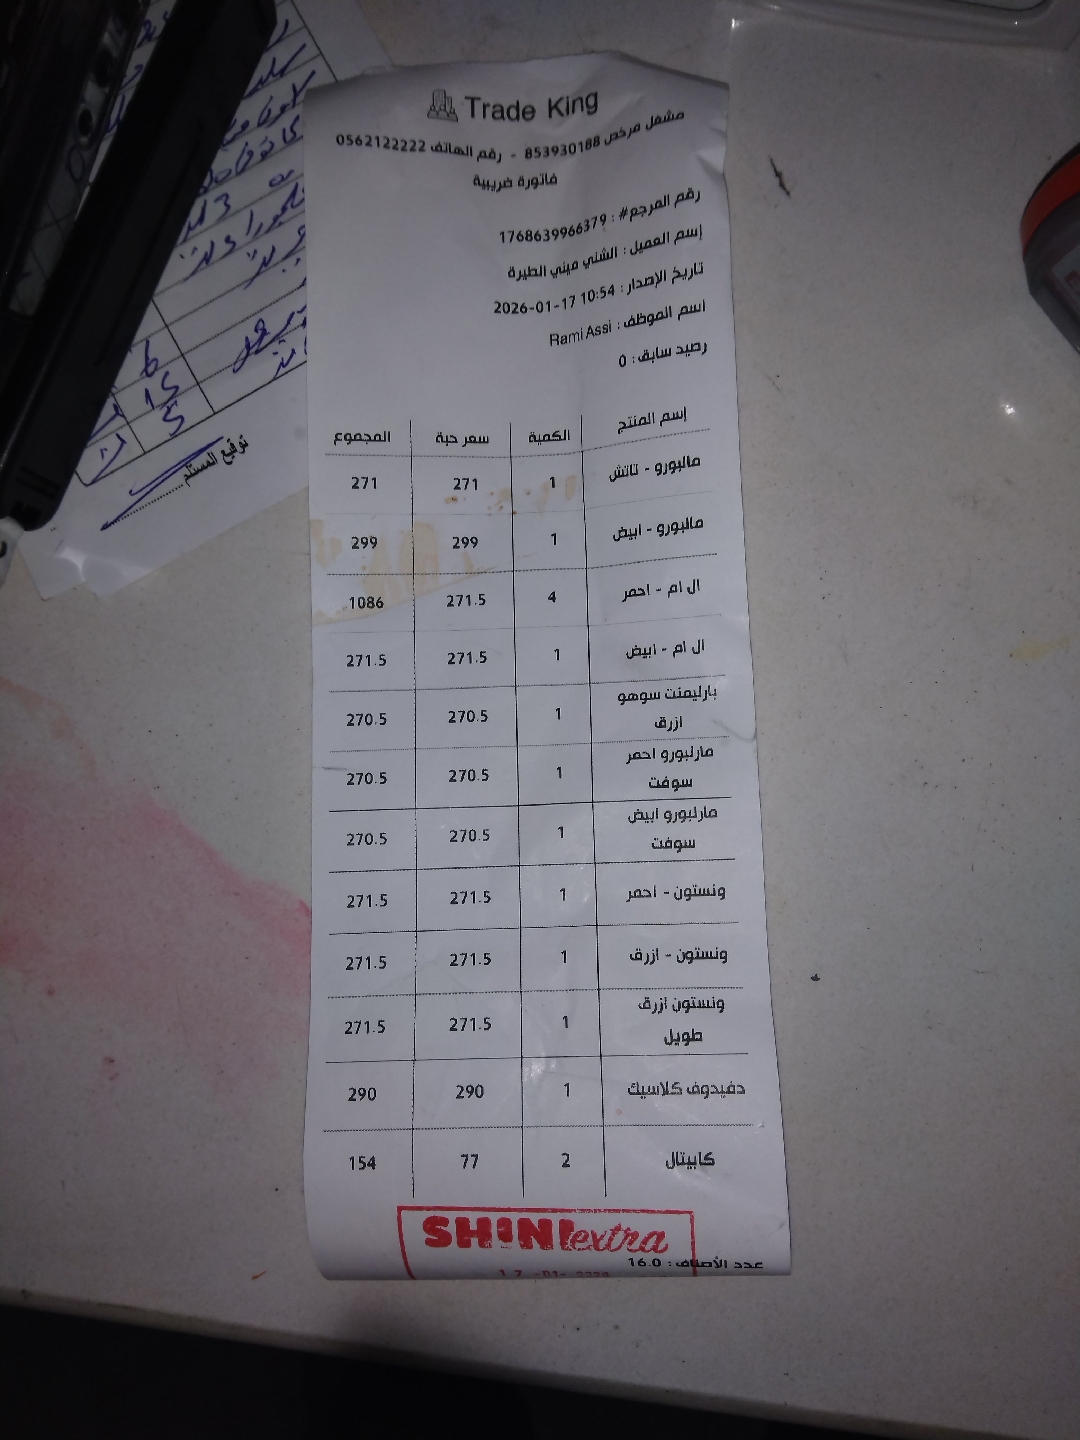 Trade King
مشغل مرخص 853930188 - رقم الهاتف 0562122222
فاتورة ضريبية
رقم المرجع# : 1768639966379
إسم العميل : الشني ميني الطيرة
تاريخ الإصدار : 10:54 2026-01-17
اسم الموظف : Rami Assi
رصيد سابق : 0
إسم المنتج الكمية سعر حبة المجموع
مالبورو - تاتش 1 271 271
مالبورو - ابيض 1 299 299
ال ام - احمر 4 271.5 1086
ال ام - ابيض 1 271.5 271.5
بارليمنت سوهو
ازرق 1 270.5 270.5
مارلبورو احمر
سوفت 1 270.5 270.5
مارلبورو ابيض
سوفت 1 270.5 270.5
ونستون - احمر 1 271.5 271.5
ونستون - ازرق 1 271.5 271.5
ونستون ازرق
طويل 1 271.5 271.5
دفيدوف كلاسيك 1 290 290
كابيتال 2 77 154
SHINI extra
عدد الأصناف : 16.0
توقيع المستلم
6
15
5